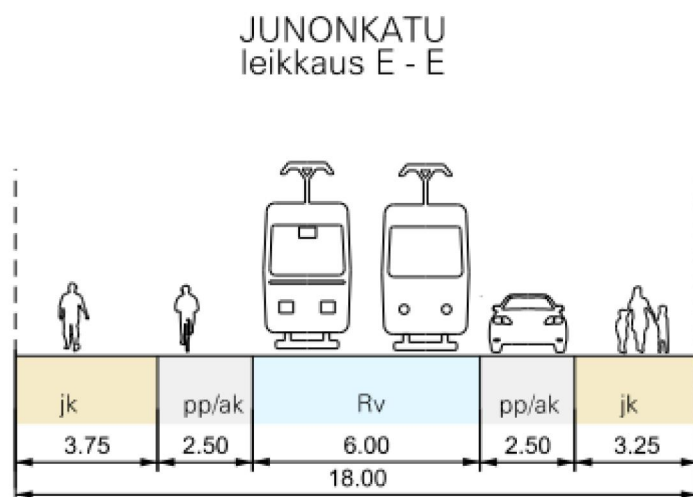 JUNONKATU
leikkaus E - E
jk pp/ak Rv pp/ak jk
3.75 2.50 6.00 2.50 3.25
18.00